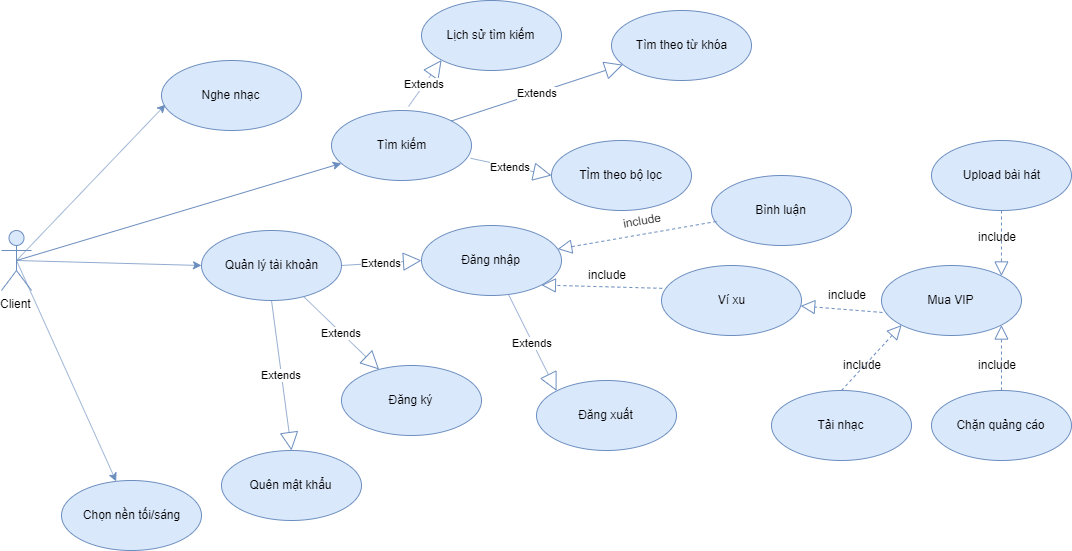 Lịch sử tìm kiếm
Tìm theo từ khóa
Extends
Extends
Nghe nhạc
Tìm kiếm
Extends
TÌm theo bộ lọc
Upload bài hát
Bình luận
include
include
Client
Quản lý tài khoản
Extends
Đăng nhập
include
Ví xu
include
Mua VIP
Extends
Extends
include
include
Extends
Đăng ký
Đăng xuất
Tải nhạc
Chặn quảng cáo
Quên mật khẩu
Chọn nền tối/sáng